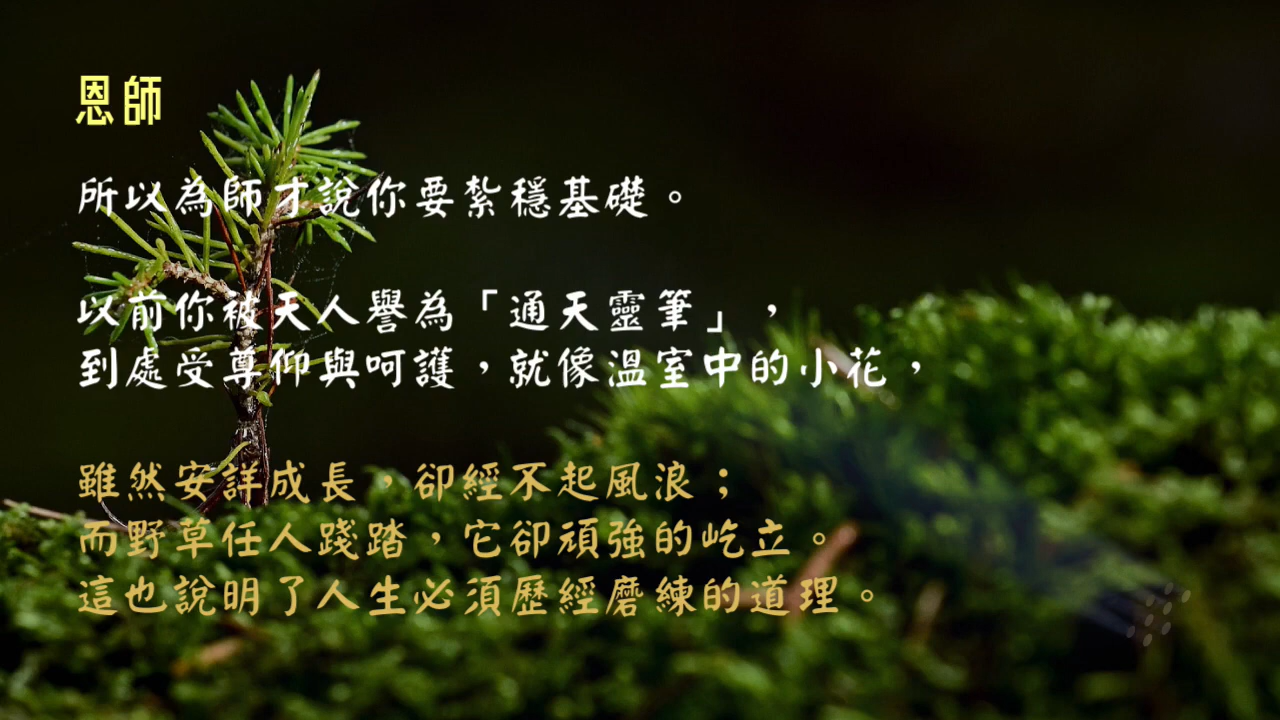 恩師
所以為師才說你要紮穩基礎。
以前你被天人譽為「通天靈筆」，
到處受尊仰與呵護，就像溫室中的小花，
雖然安詳成長，卻經不起風浪；
而野草任人踐踏，它卻頑強的屹立。
這也說明了人生必須歷經磨練的道理。